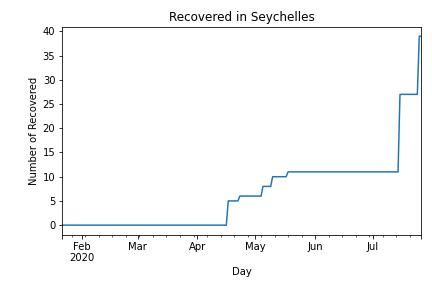 Recovered in Seychelles
Number of Recovered
40
35
30
25
20
15
10
5
0
Feb
2020
Mar
Apr
May
Jun
Jul
Day